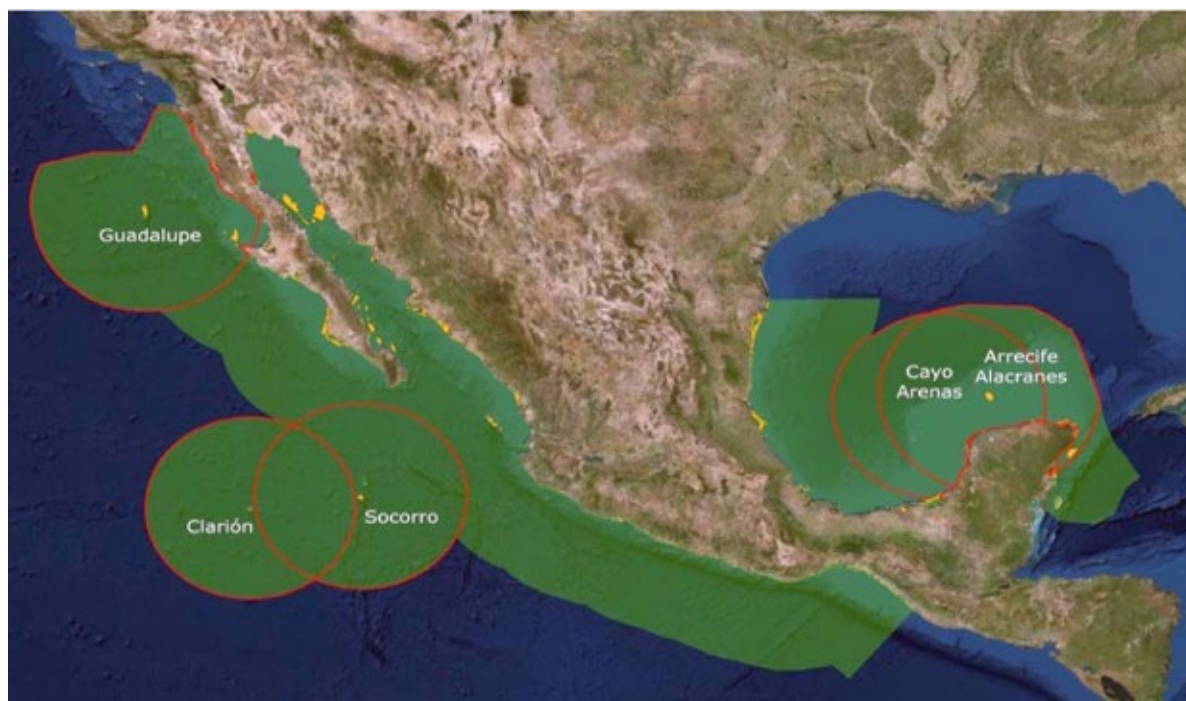 Guadalupe
Cayo
Arenas
Arrecife
Alacranes
Clarión
Socorro